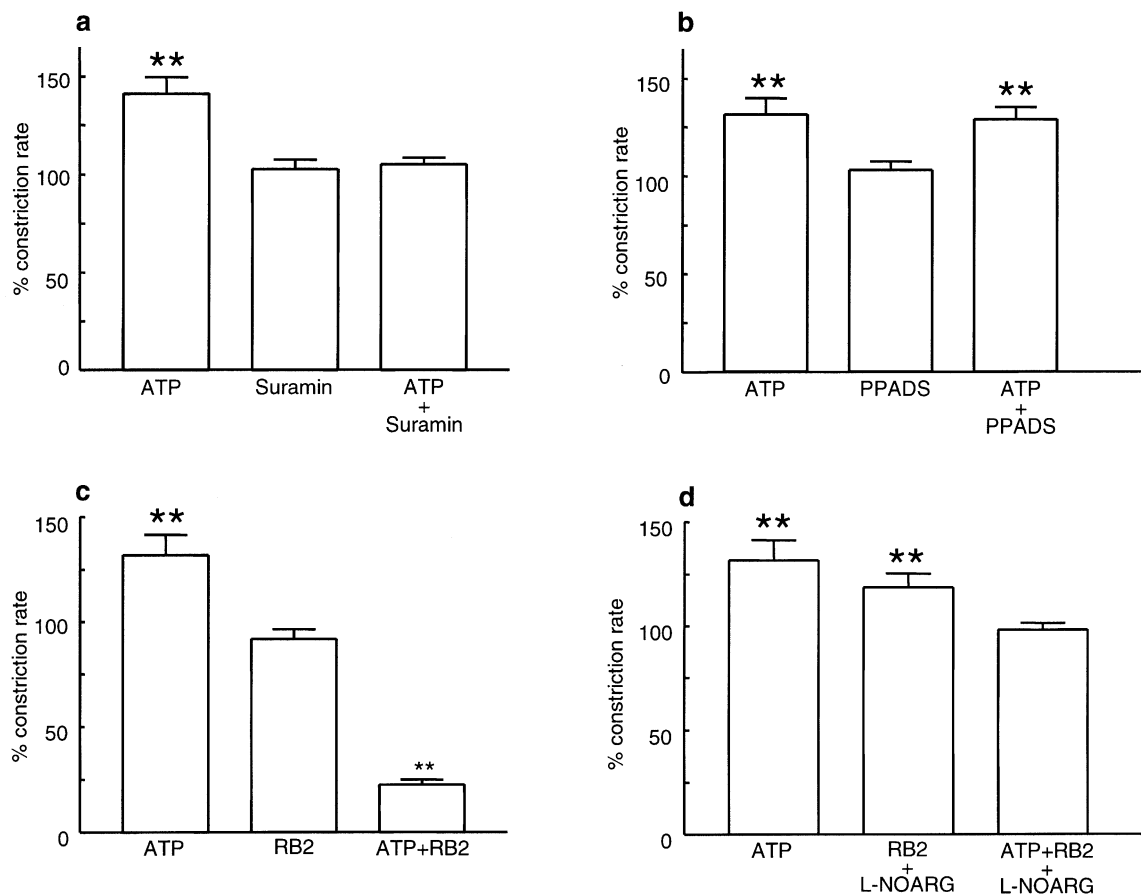 a
**
150
100
50
0
% constriction rate
ATP
Suramin
ATP
+
Suramin
b
**
**
150
100
50
0
% constriction rate
ATP
PPADS
ATP
+
PPADS
c
**
**
150
100
50
0
% constriction rate
ATP
RB2
ATP+RB2
d
**
**
150
100
50
0
% constriction rate
ATP
RB2
+
L-NOARG
ATP+RB2
+
L-NOARG